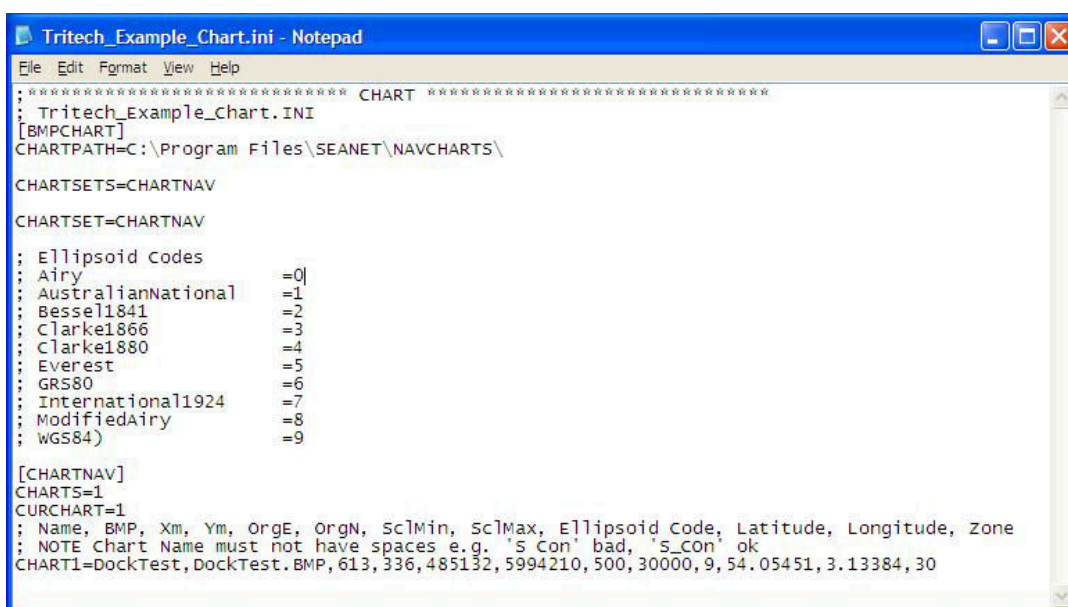 Tritech_Example_Chart.ini - Notepad
File Edit Format View Help
;***************************** CHART *******************************
; Tritech_Example_Chart.INI
[BMPCHART]
CHARTPATH=C:\Program Files\SEANET\NAVCHARTS\
CHARTSETS=CHARTNAV
CHARTSET=CHARTNAV
; Ellipsoid Codes
; Airy =0
; AustralianNational =1
; Bessel1841 =2
; Clarke1866 =3
; Clarke1880 =4
; Everest =5
; GRS80 =6
; International1924 =7
; ModifiedAiry =8
; WGS84) =9
[CHARTNAV]
CHARTS=1
CURCHART=1
; Name, BMP, Xm, Ym, OrgE, OrgN, SclMin, SclMax, Ellipsoid Code, Latitude, Longitude, Zone
; NOTE Chart Name must not have spaces e.g. 'S Con' bad, 'S_COn' ok
CHART1=DockTest,DockTest.BMP,613,336,485132,5994210,500,30000,9,54.05451,3.13384,30